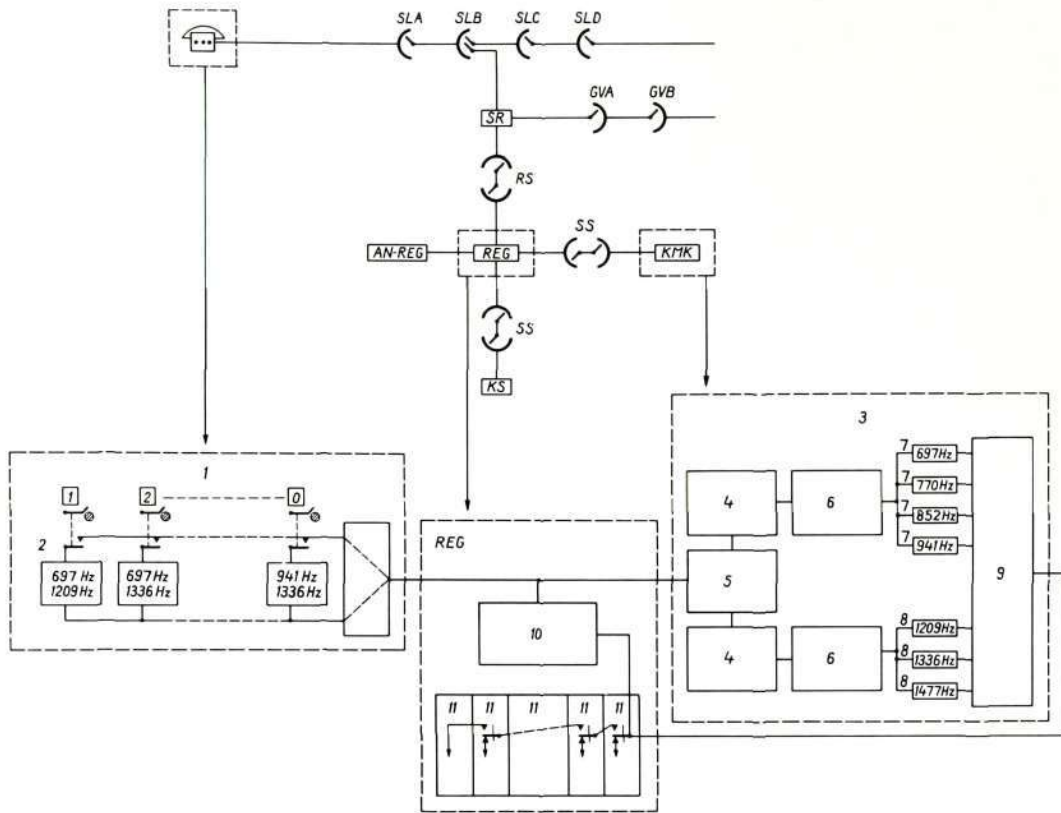 SLA SLB SLC SLD
GVA GVB
SR
RS
AN-REG REG SS KMK
SS
KS
1
1 2 0
2
697 Hz
1209 Hz
697 Hz
1336 Hz
941 Hz
1336 Hz
REG
10
11 11 11 11 11
3
4 6
5
4 6
7 697Hz
7 770Hz
7 852Hz
7 941Hz
9
8 1209Hz
8 1336Hz
8 1477Hz